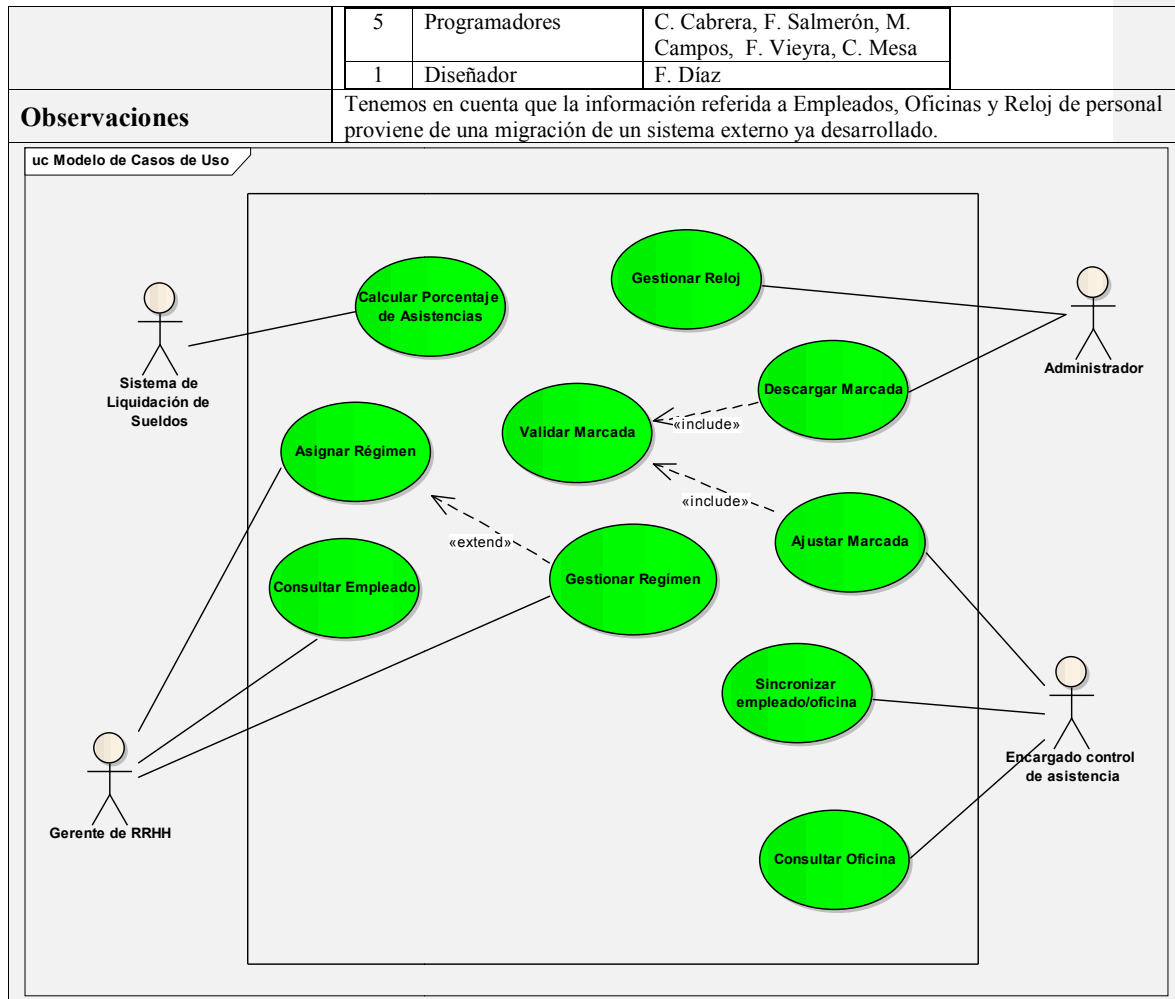 5 Programadores C. Cabrera, F. Salmerón, M.
Campos, F. Vieyra, C. Mesa
1 Diseñador F. Díaz
Observaciones
Tenemos en cuenta que la información referida a Empleados, Oficinas y Reloj de personal
proviene de una migración de un sistema externo ya desarrollado.
uc Modelo de Casos de Uso
Gestionar Reloj
Calcular Porcentaje
de Asistencias
Administrador
Sistema de
Liquidación de
Sueldos
Descargar Marcada
«include»
Validar Marcada
Asignar Régimen
«include»
Ajustar Marcada
«extend»
Gestionar Regímen
Consultar Empleado
Sincronizar
empleado/oficina
Encargado control
de asistencia
Gerente de RRHH
Consultar Oficina